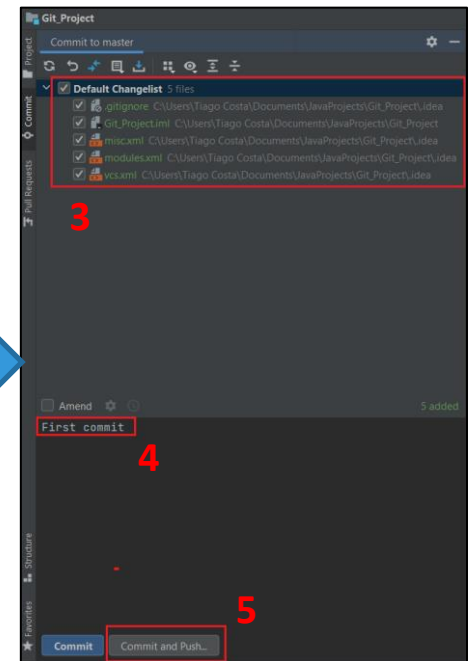 Git_Project
Project
Commit
Pull Requests
Commit to master
Default Changelist 5 files
.gitignore C:\Users\Tiago Costa\Documents\JavaProjects\Git_Project\.idea
Git_Project.iml C:\Users\Tiago Costa\Documents\JavaProjects\Git_Project
misc.xml C:\Users\Tiago Costa\Documents\JavaProjects\Git_Project\.idea
modules.xml C:\Users\Tiago Costa\Documents\JavaProjects\Git_Project\.idea
vcs.xml C:\Users\Tiago Costa\Documents\JavaProjects\Git_Project\.idea
3
Amend
5 added
First commit
4
Structure
Favorites
5
Commit
Commit and Push...